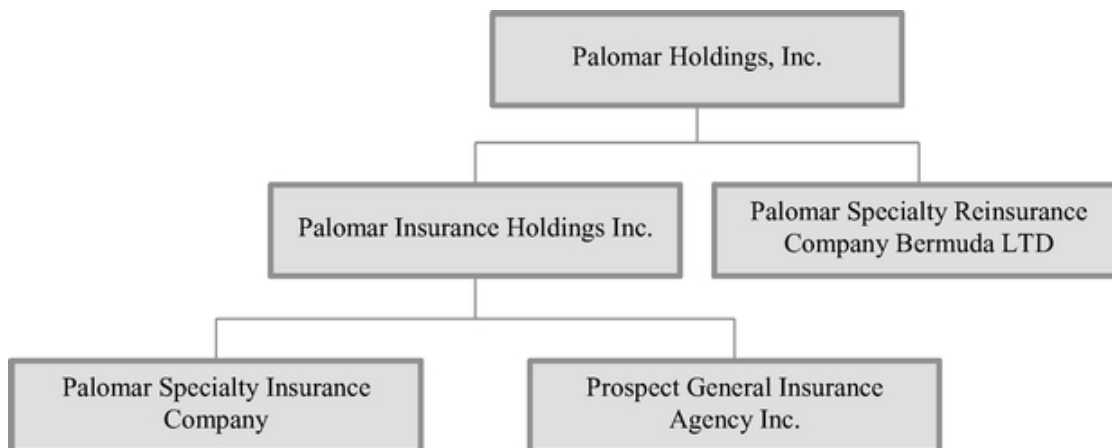 Palomar Holdings, Inc.
Palomar Insurance Holdings Inc.
Palomar Specialty Reinsurance
Company Bermuda LTD
Palomar Specialty Insurance
Company
Prospect General Insurance
Agency Inc.